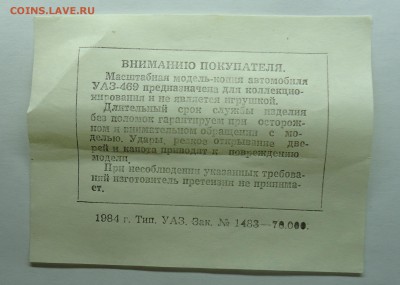 COINS.LAVE.RU
ВНИМАНИЮ ПОКУПАТЕЛЯ.
Масштабная модель-копия автомобиля
УАЗ-469 предназначена для коллекцио-
нирования и не является игрушкой.
Длительный срок службы изделия
без поломок гарантируем при осторож-
ном и внимательном обращении с мо-
делью. Удары, резкое открывание две-
рей и капота приводят к повреждению
модели.
При несоблюдении указанных требова-
ний изготовитель претензии не принима-
ет.
1984 г. Тип. УАЗ. Зак. № 1483—70.000.